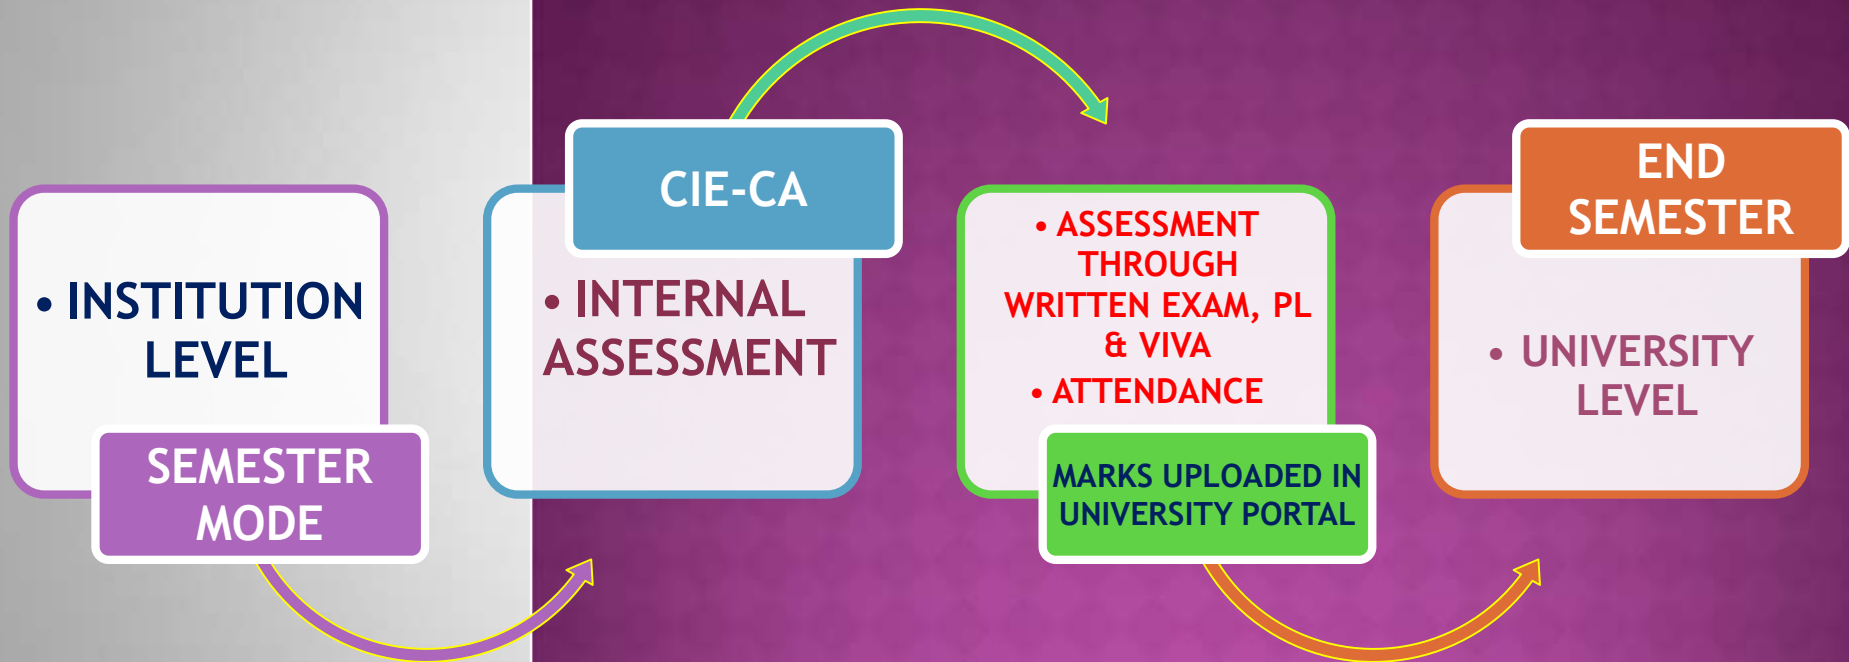 • INSTITUTION
LEVEL
SEMESTER
MODE
CIE-CA
• INTERNAL
ASSESSMENT
• ASSESSMENT
THROUGH
WRITTEN EXAM, PL
& VIVA
• ATTENDANCE
MARKS UPLOADED IN
UNIVERSITY PORTAL
END
SEMESTER
• UNIVERSITY
LEVEL